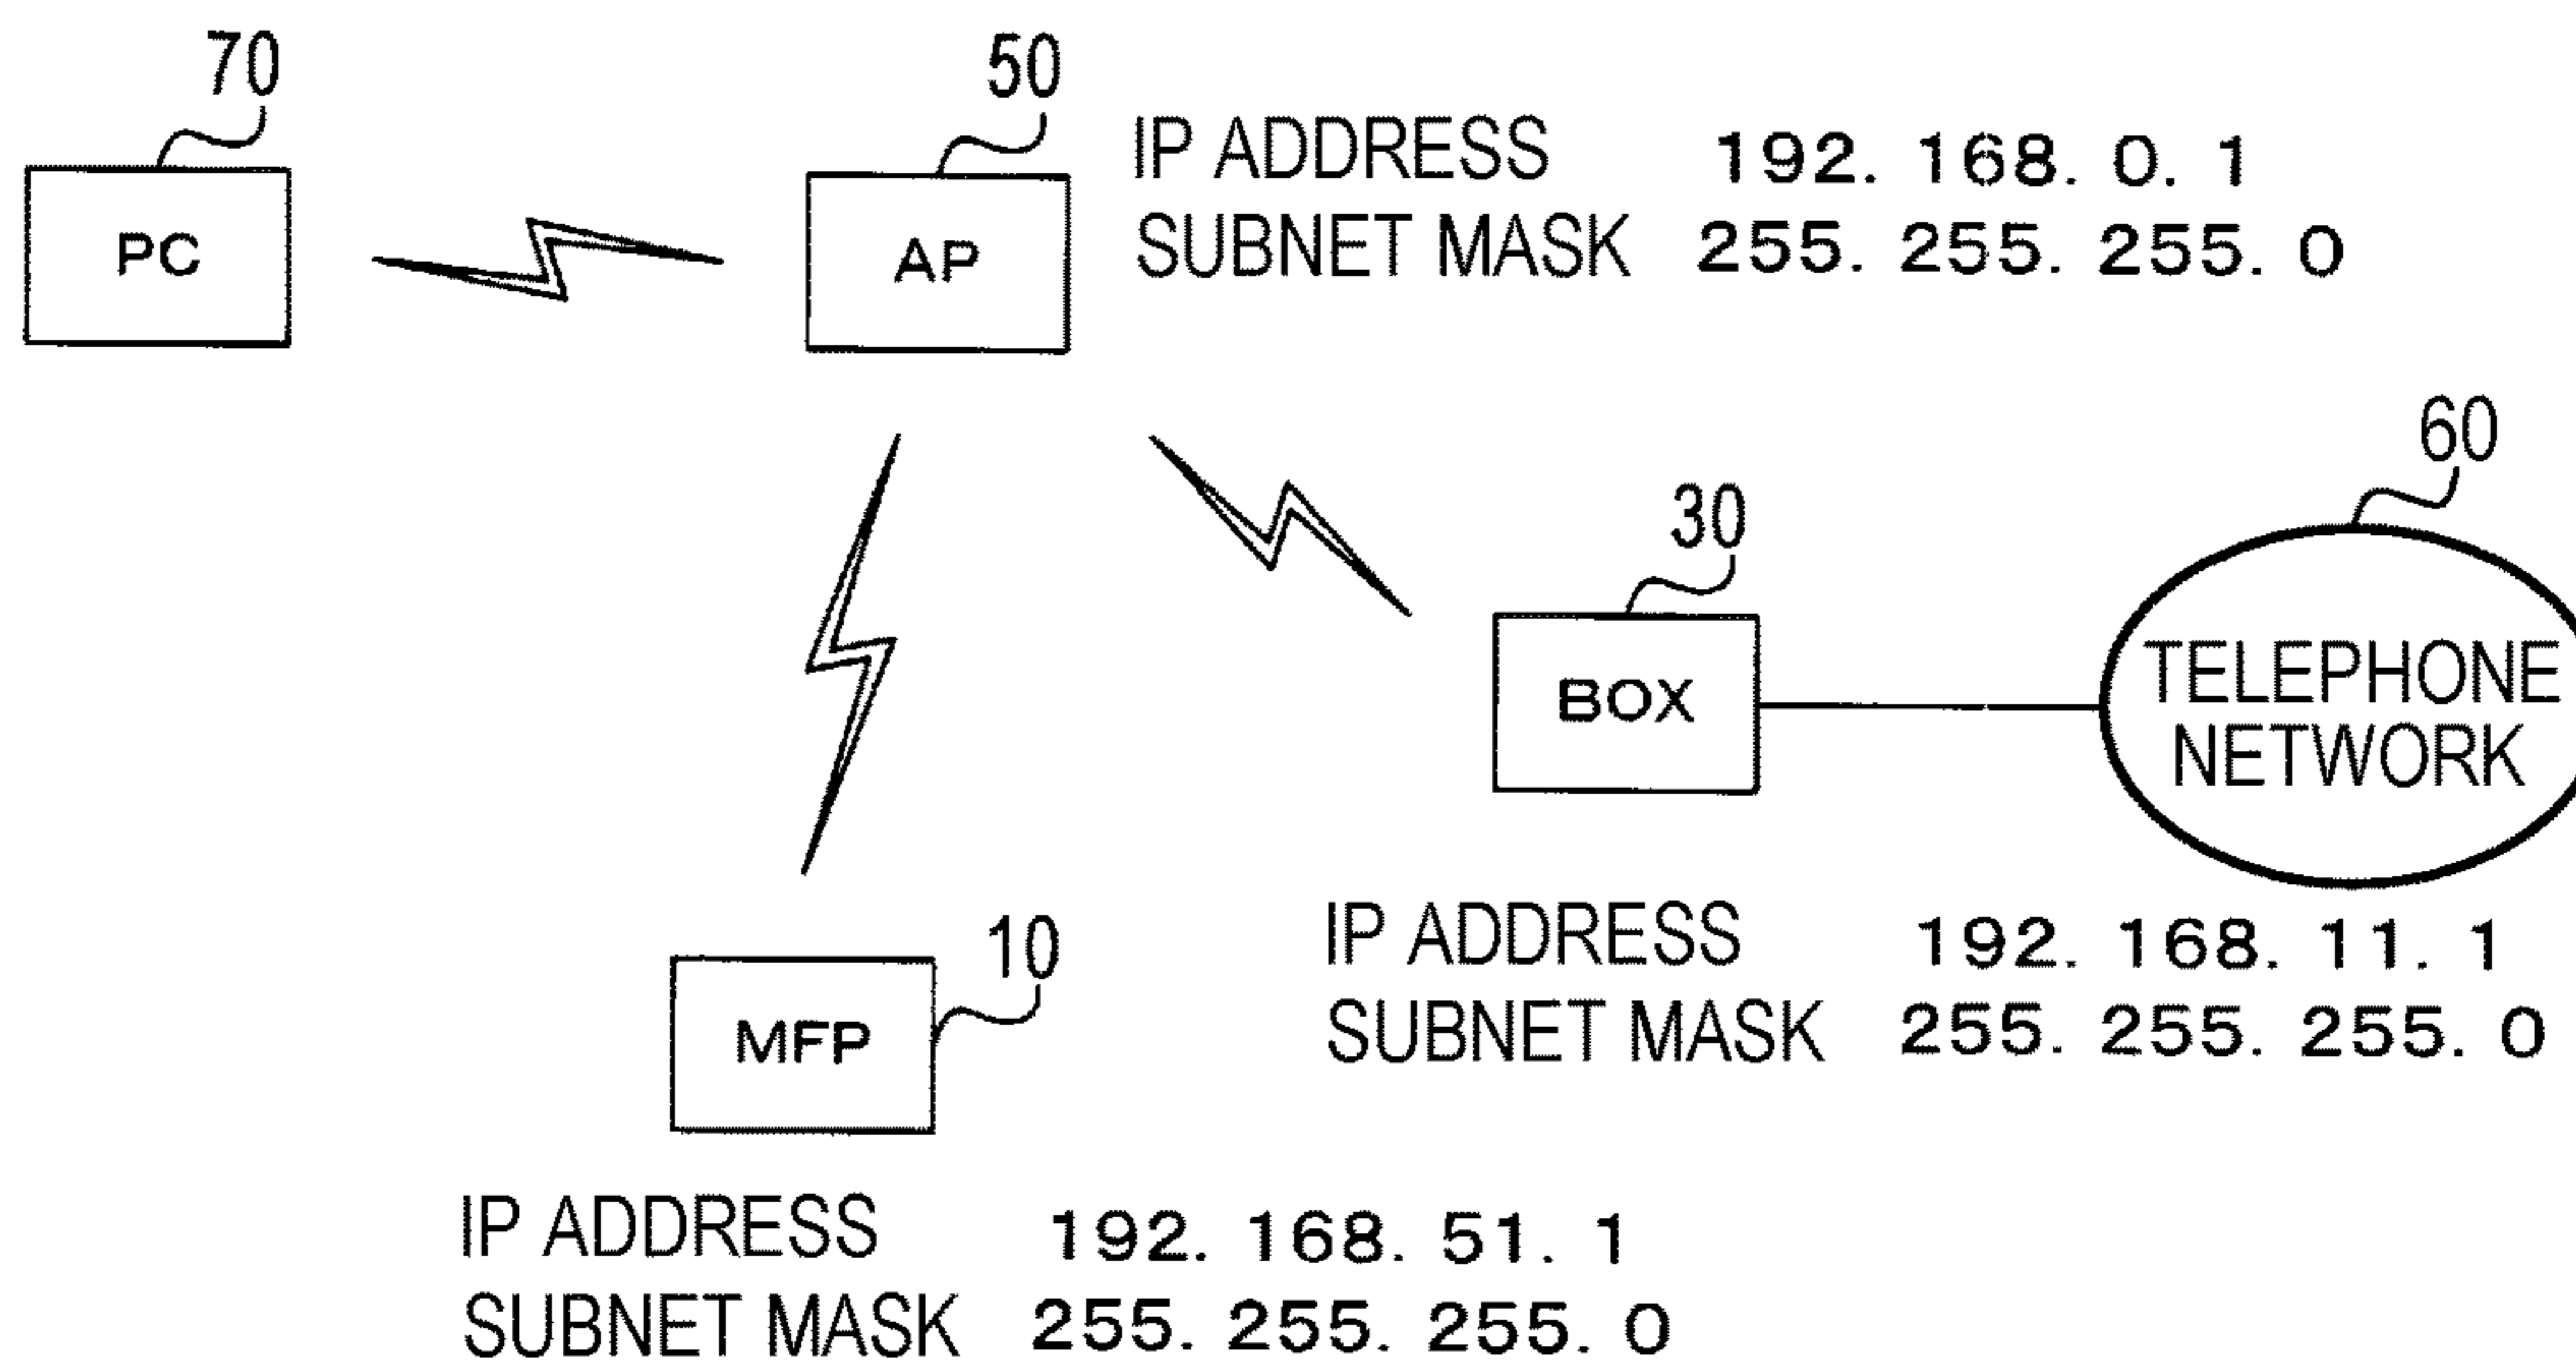 70
50
PC
AP
IP ADDRESS 192. 168. 0. 1
SUBNET MASK 255. 255. 255. 0
60
30
BOX
TELEPHONE
NETWORK
IP ADDRESS 192. 168. 11. 1
SUBNET MASK 255. 255. 255. 0
10
MFP
IP ADDRESS 192. 168. 51. 1
SUBNET MASK 255. 255. 255. 0